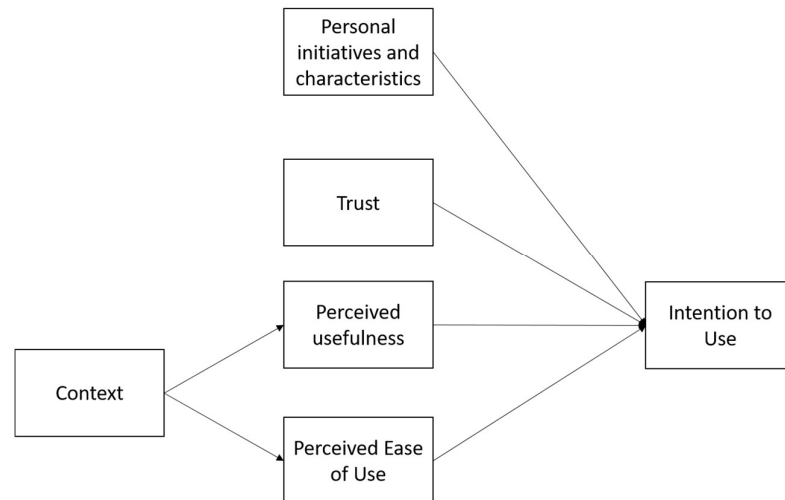 Personal
initiatives and
characteristics
Trust
Perceived
usefulness
Intention to
Use
Context
Perceived Ease
of Use